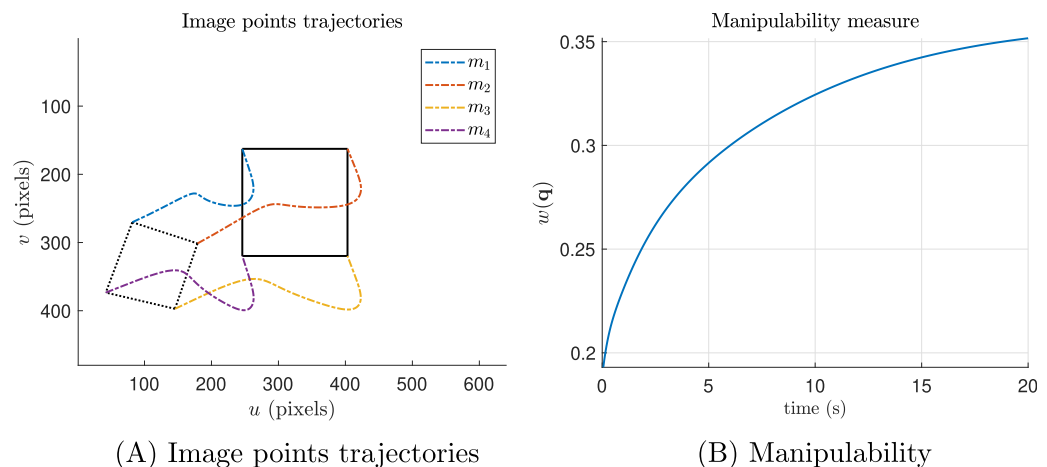 Image points trajectories
m₁
m₂
m₃
m₄
100
200
300
400
v (pixels)
100 200 300 400 500 600
u (pixels)
(A) Image points trajectories
Manipulability measure
0.35
0.3
0.25
0.2
w(q)
0 5 10 15 20
time (s)
(B) Manipulability